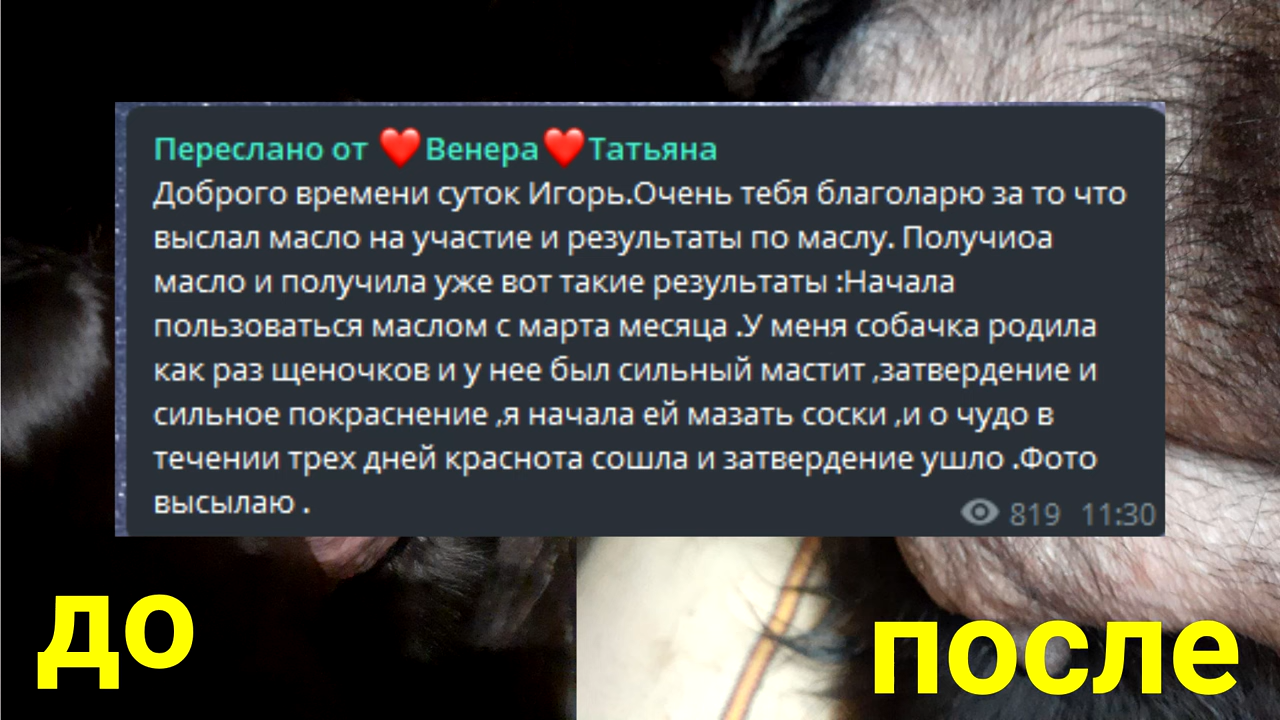 Переслано от ❤️Венера❤️Татьяна
Доброго времени суток Игорь.Очень тебя благоларю за то что
выслал масло на участие и результаты по маслу. Получиоа
масло и получила уже вот такие результаты :Начала
пользоваться маслом с марта месяца .У меня собачка родила
как раз щеночков и у нее был сильный мастит ,затвердение и
сильное покраснение ,я начала ей мазать соски ,и о чудо в
течении трех дней краснота сошла и затвердение ушло .Фото
высылаю .
819 11:30
до
после